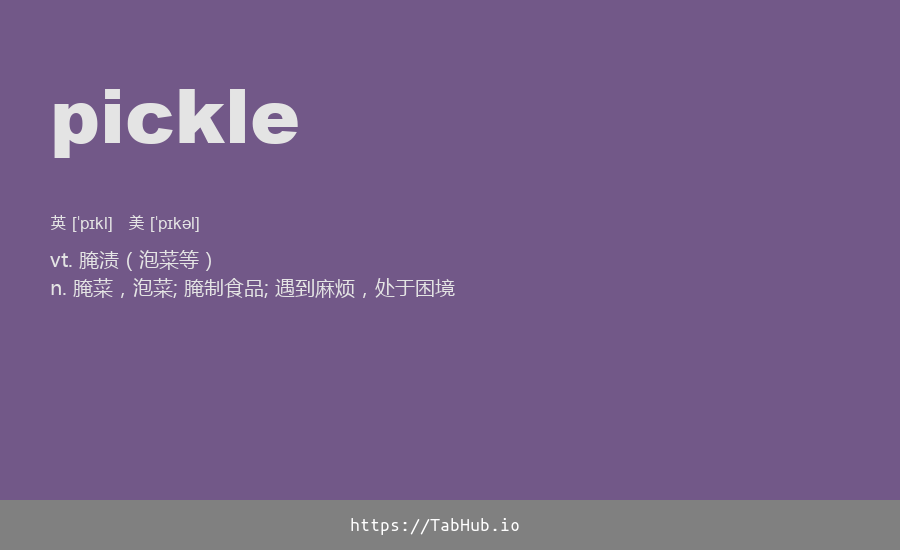 pickle
英 [ˈpɪkl] 美 [ˈpɪkəl]
vt. 腌渍（泡菜等）
n. 腌菜，泡菜; 腌制食品; 遇到麻烦，处于困境
https://TabHub.io